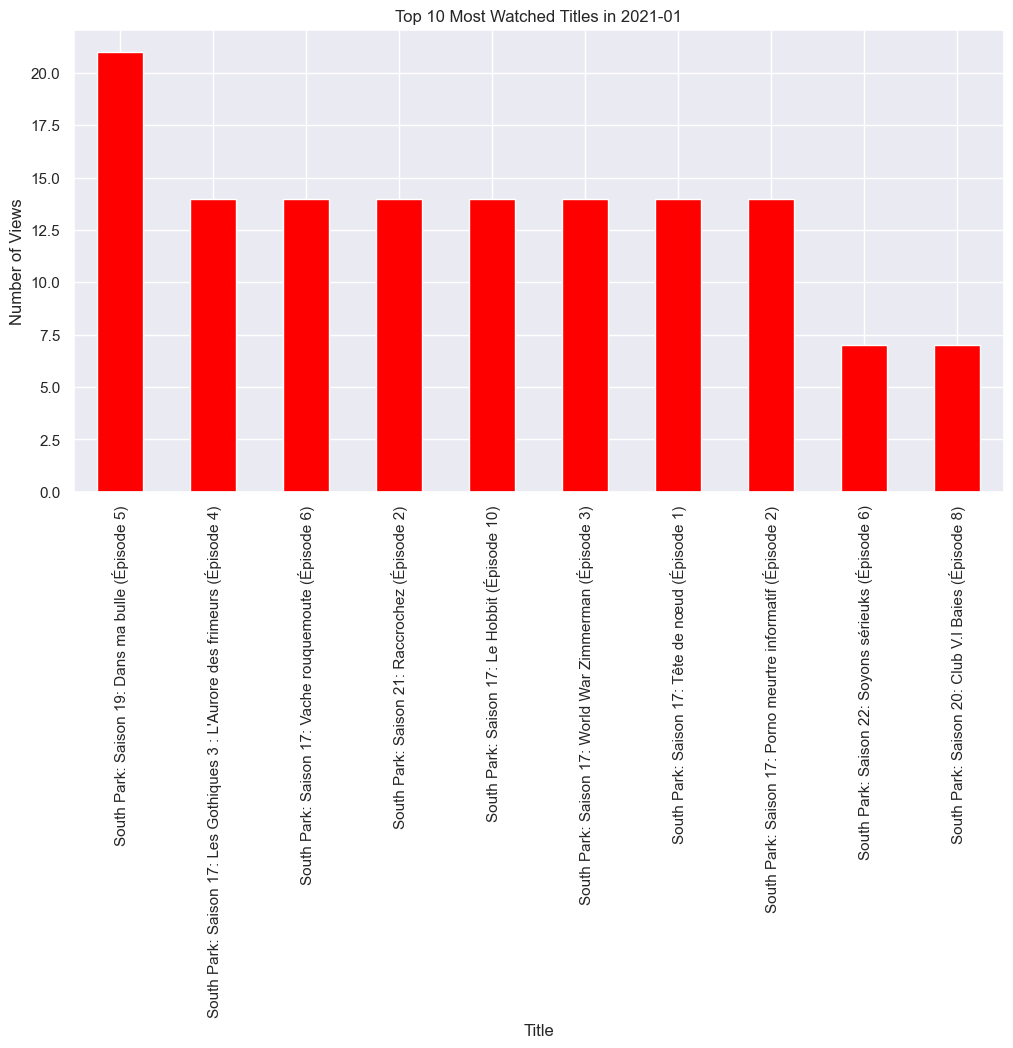 Top 10 Most Watched Titles in 2021-01
Number of Views
20.0
17.5
15.0
12.5
10.0
7.5
5.0
2.5
0.0
South Park: Saison 19: Dans ma bulle (Épisode 5)
South Park: Saison 17: Les Gothiques 3 : L'Aurore des frimeurs (Épisode 4)
South Park: Saison 17: Vache rouquemoute (Épisode 6)
South Park: Saison 21: Raccrochez (Épisode 2)
South Park: Saison 17: Le Hobbit (Épisode 10)
South Park: Saison 17: World War Zimmerman (Épisode 3)
South Park: Saison 17: Tête de nœud (Épisode 1)
South Park: Saison 17: Porno meurtre informatif (Épisode 2)
South Park: Saison 22: Soyons sérieuks (Épisode 6)
South Park: Saison 20: Club V.I Baies (Épisode 8)
Title